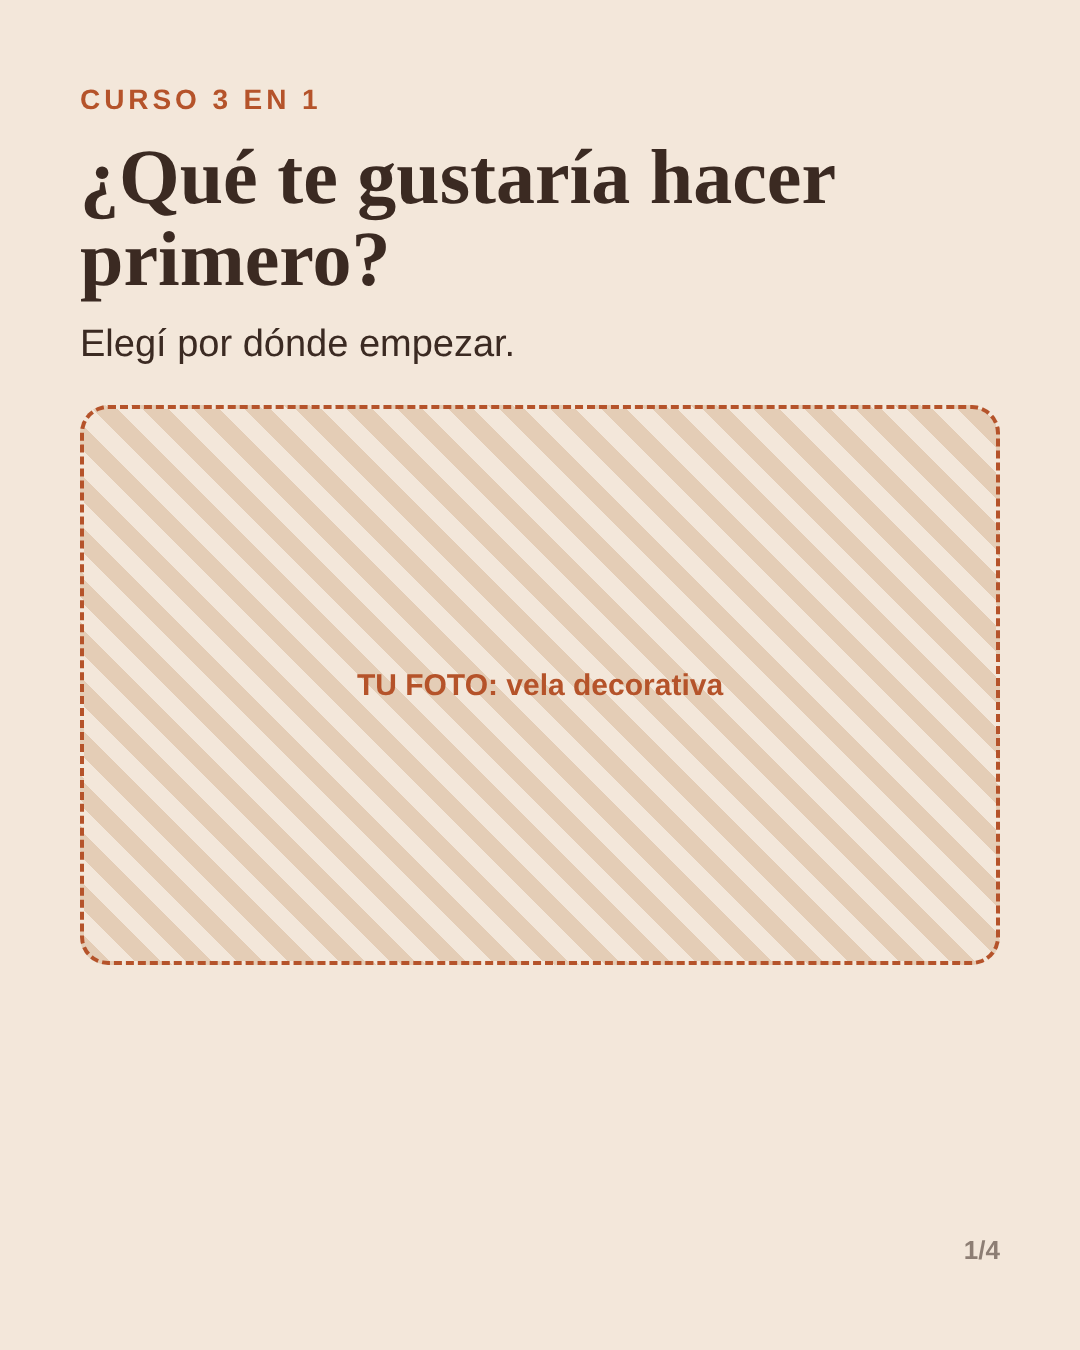 CURSO 3 EN 1
¿Qué te gustaría hacer
primero?
Elegí por dónde empezar.
TU FOTO: vela decorativa
1/4